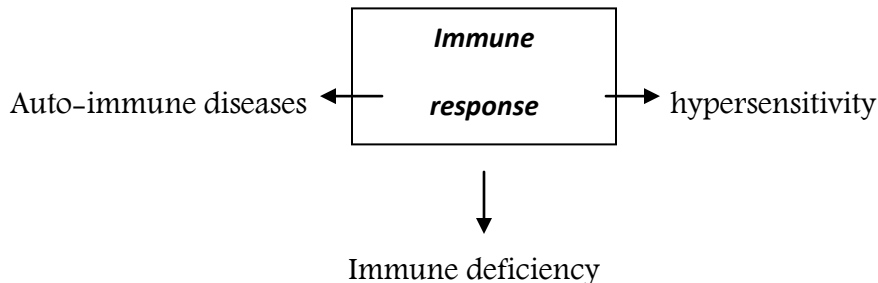 Immune
Auto-immune diseases response hypersensitivity
Immune deficiency